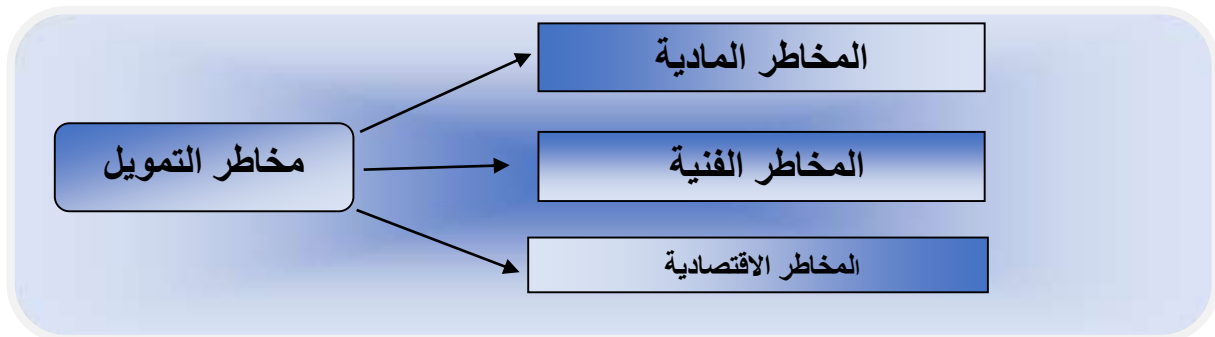 المخاطر المادية
مخاطر التمويل
المخاطر الفنية
المخاطر الاقتصادية